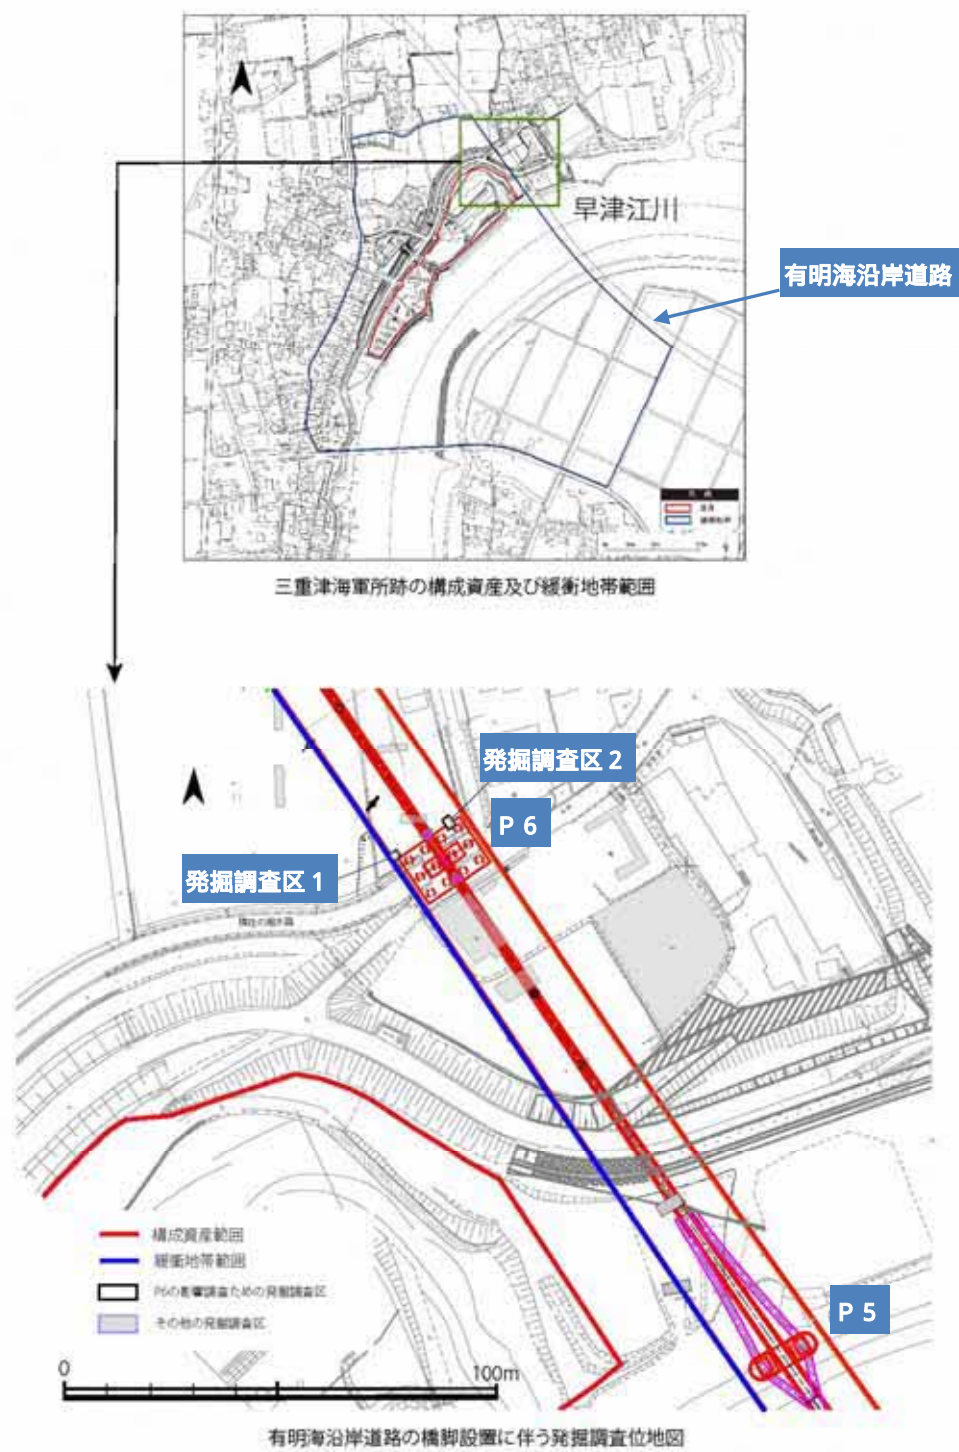 早津江川
有明海沿岸道路
三重津海軍所跡の構成資産及び緩衝地帯範囲
発掘調査区 2
P 6
発掘調査区 1
構成資産範囲
緩衝地帯範囲
P6の影響調査ための発掘調査区
その他の発掘調査区
P 5
0
100m
有明海沿岸道路の橋脚設置に伴う発掘調査位地図